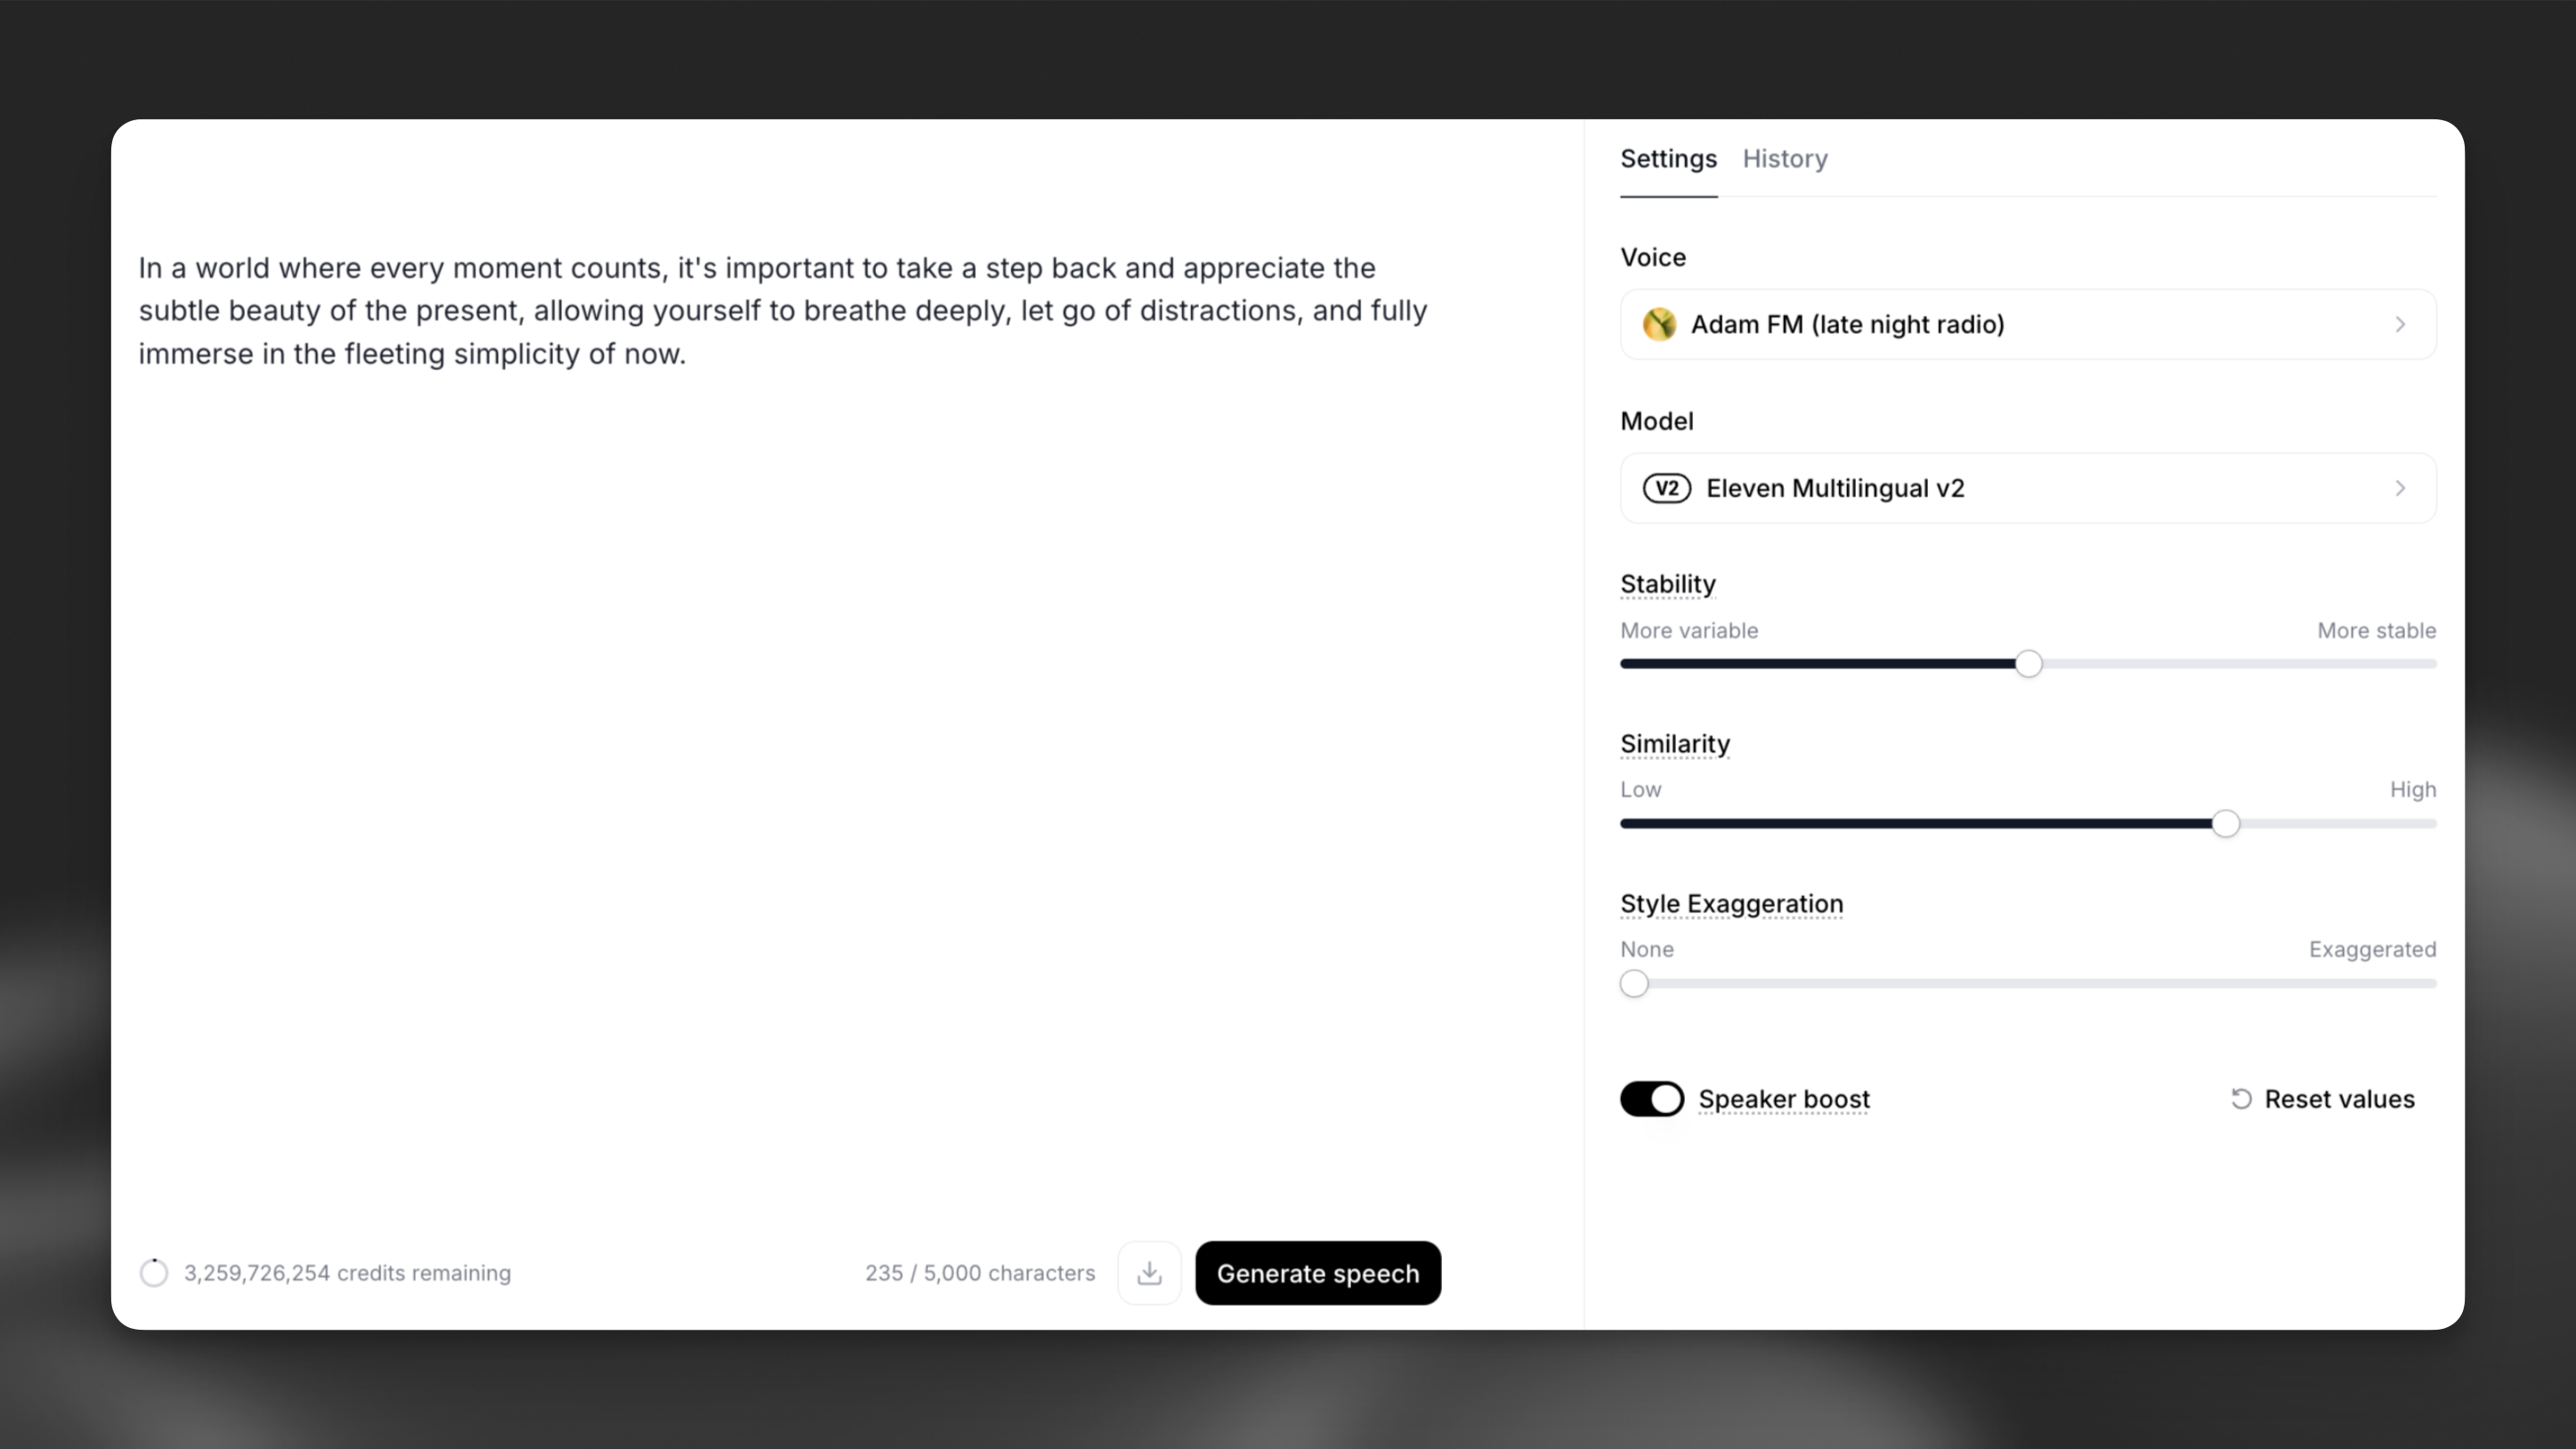 In a world where every moment counts, it's important to take a step back and appreciate the
subtle beauty of the present, allowing yourself to breathe deeply, let go of distractions, and fully
immerse in the fleeting simplicity of now.
3,259,726,254 credits remaining
235 / 5,000 characters
Generate speech
Settings
History
Voice
Adam FM (late night radio)
Model
V2 Eleven Multilingual v2
Stability
More variable
More stable
Similarity
Low
High
Style Exaggeration
None
Exaggerated
Speaker boost
Reset values